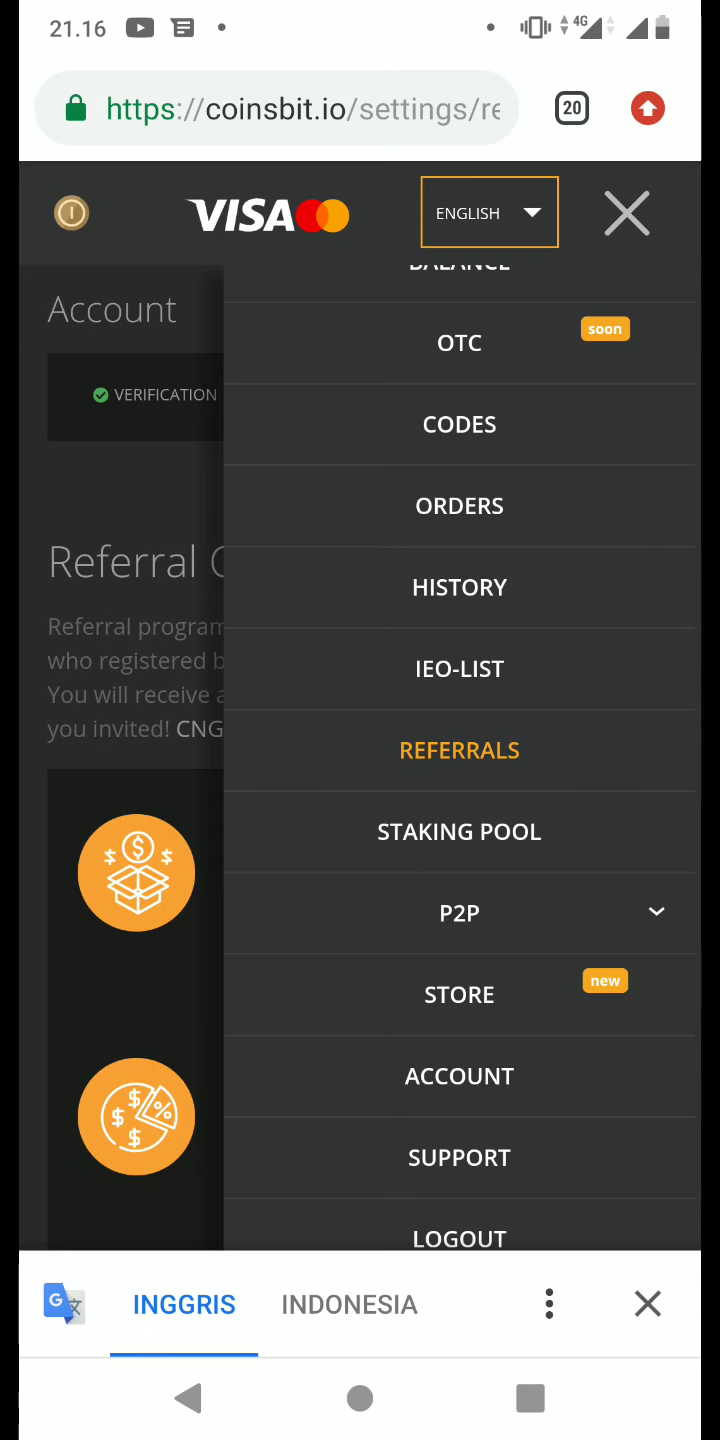 21.16
4G
https://coinsbit.io/settings/re
20
VISA
ENGLISH
BALANCE
Account
OTC
soon
VERIFICATION
CODES
ORDERS
Referral
HISTORY
Referral program
who registered b
IEO-LIST
You will receive a
you invited! CNG
REFERRALS
STAKING POOL
P2P
STORE
new
ACCOUNT
SUPPORT
LOGOUT
INGGRIS
INDONESIA